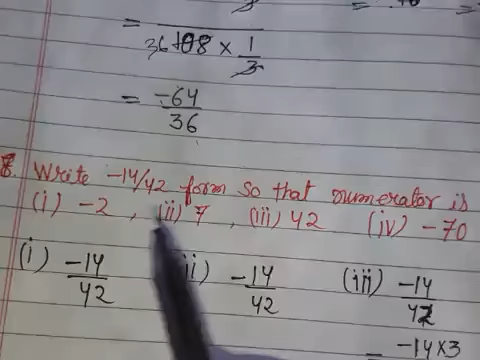 = 36 108 × 1/3
= -64/36
8. Write -14/42 form so that numerator is
(i) -2 , (ii) 7 , (iii) 42 (iv) -70
(i) -14/42 ii) -14/42 (iii) -14/42
= -14×3